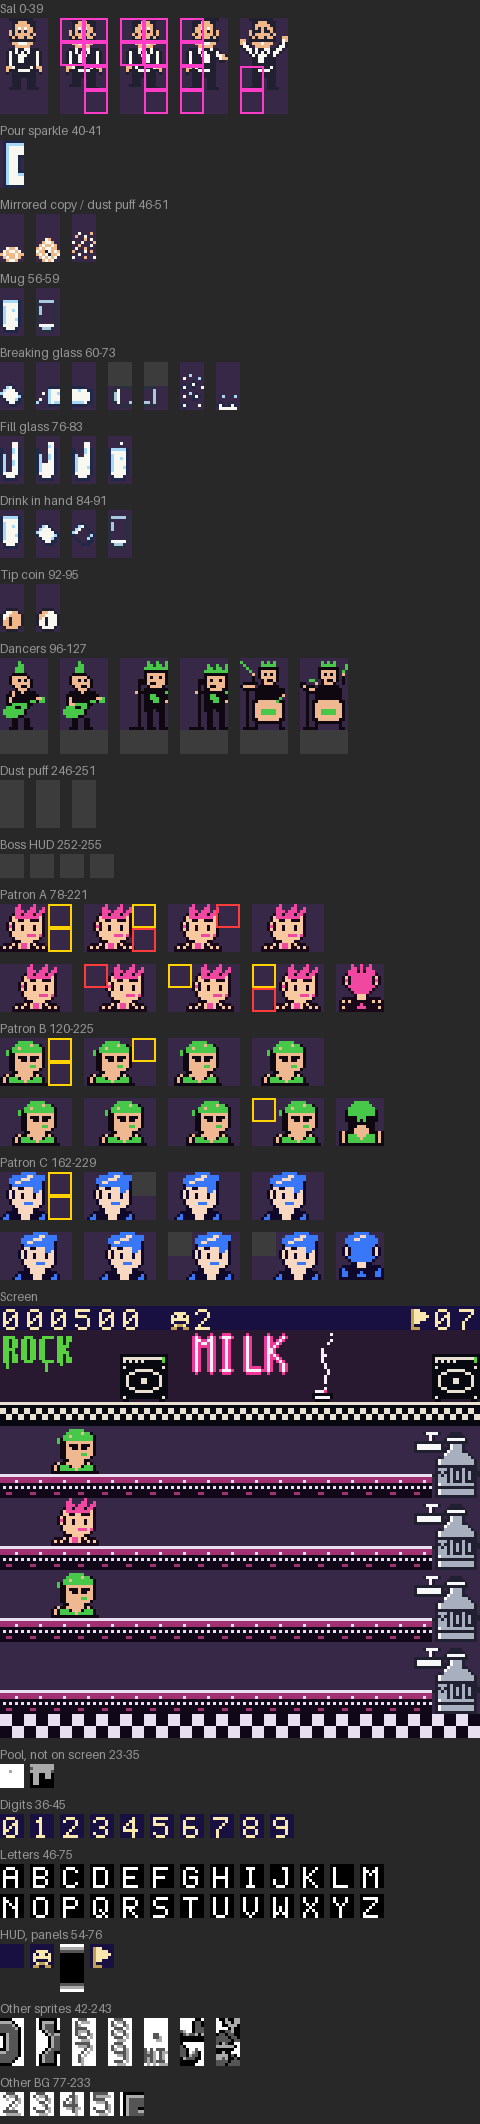 Sal 0-39
Pour sparkle 40-41
Mirrored copy / dust puff 46-51
Mug 56-59
Breaking glass 60-73
Fill glass 76-83
Drink in hand 84-91
Tip coin 92-95
Dancers 96-127
Dust puff 246-251
Boss HUD 252-255
Patron A 78-221
Patron B 120-225
Patron C 162-229
Screen
000500 2 07
ROCK MILK
Pool, not on screen 23-35
Digits 36-45
0 1 2 3 4 5 6 7 8 9
Letters 46-75
A B C D E F G H I J K L M
N O P Q R S T U V W X Y Z
HUD, panels 54-76
Other sprites 42-243
Other BG 77-233
2 3 4 5